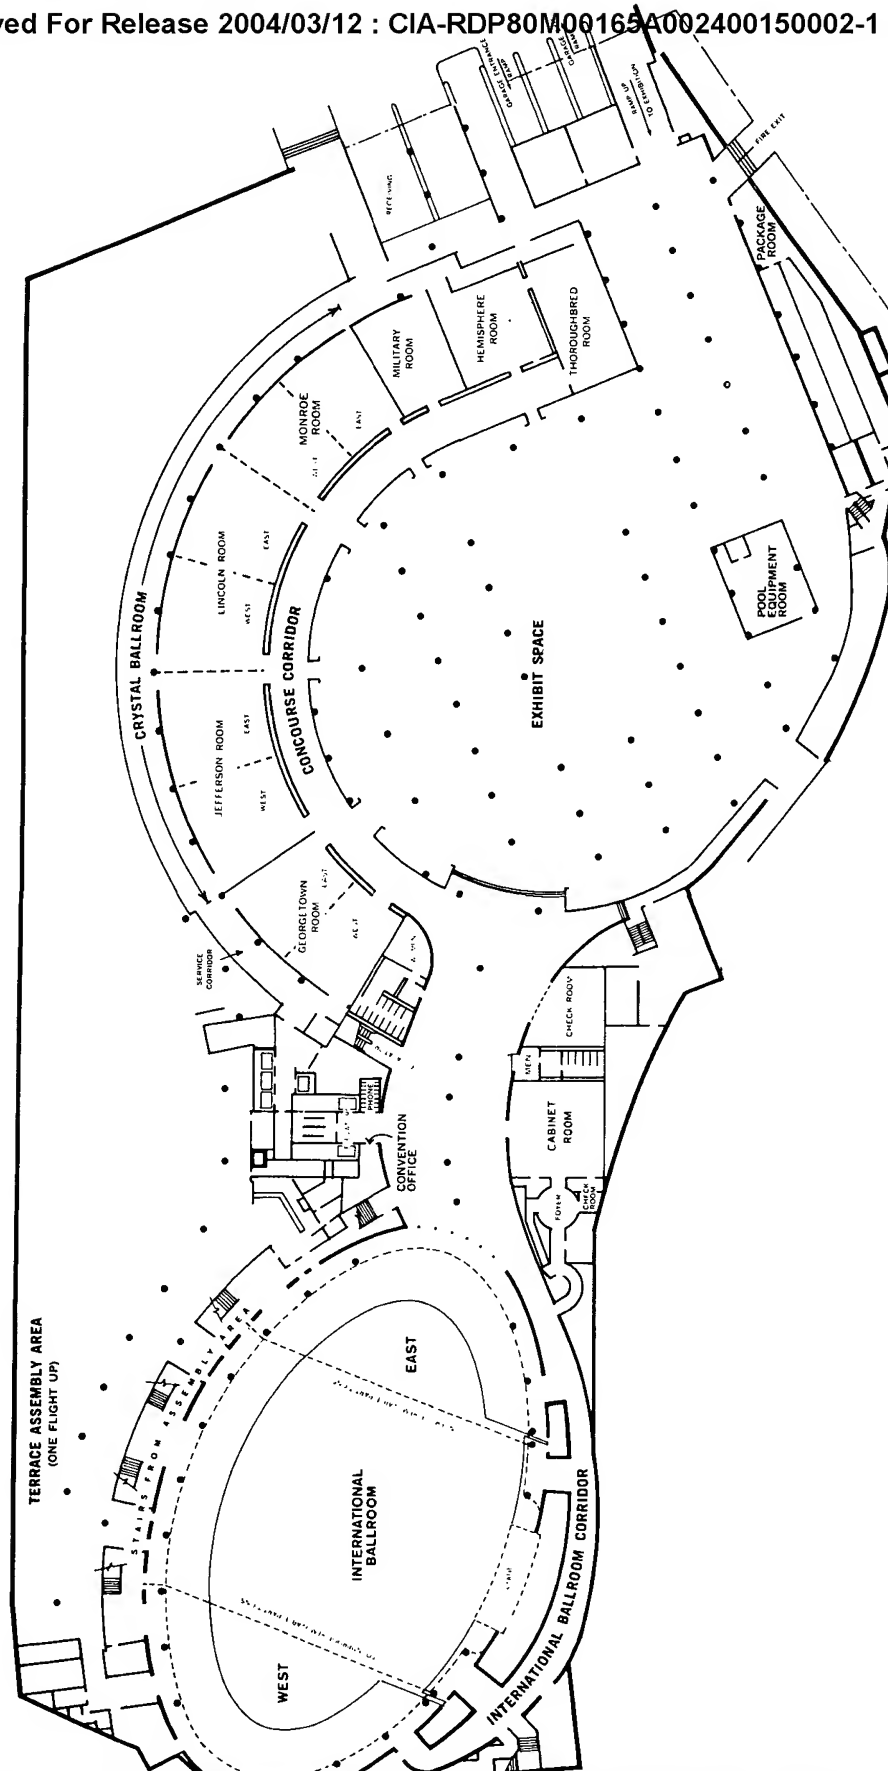 ved For Release 2004/03/12 : CIA-RDP80M00165A002400150002-1
GARAGE ENTRANCE
RAMP
GARAGE
RAMP
RAMP UP
TO EXHIBITION
FIRE EXIT
RECEIVING
PACKAGE
ROOM
MILITARY
ROOM
HEMISPHERE
ROOM
THOROUGHBRED
ROOM
MONROE
ROOM
EAST
LINCOLN ROOM
EAST
WEST
CRYSTAL BALLROOM
CONCOURSE CORRIDOR
EXHIBIT SPACE
POOL
EQUIPMENT
ROOM
JEFFERSON ROOM
EAST
WEST
GEORGETOWN
ROOM
EAST
SERVICE
CORRIDOR
CHECK ROOM
MEN
CABINET
ROOM
PHONE
CONVENTION
OFFICE
FOYER
CHECK
ROOM
TERRACE ASSEMBLY AREA
(ONE FLIGHT UP)
STAIRS FROM ASSEMBLY AREA
EAST
INTERNATIONAL
BALLROOM
WEST
INTERNATIONAL BALLROOM CORRIDOR